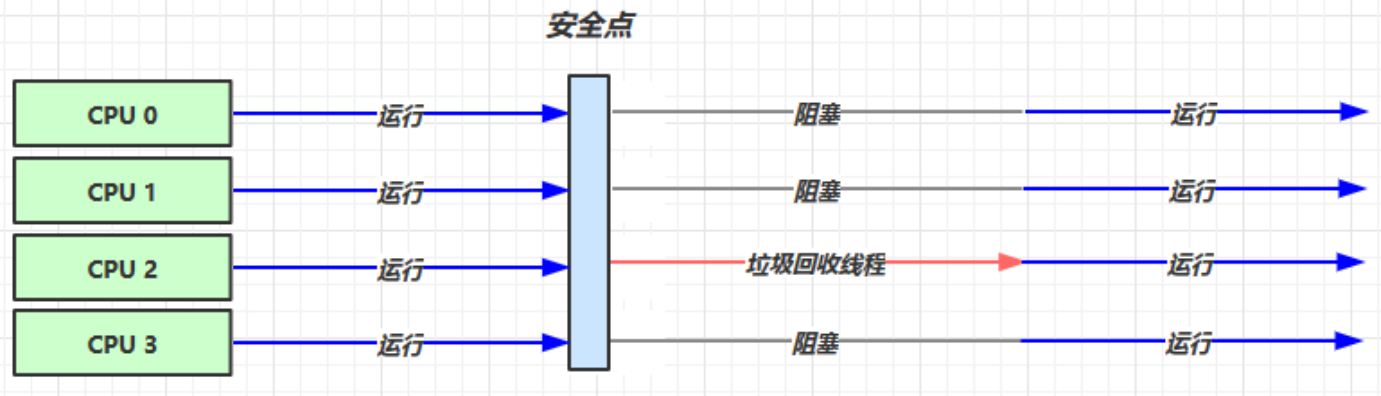 安全点
CPU 0 运行 阻塞 运行
CPU 1 运行 阻塞 运行
CPU 2 运行 垃圾回收线程 运行
CPU 3 运行 阻塞 运行